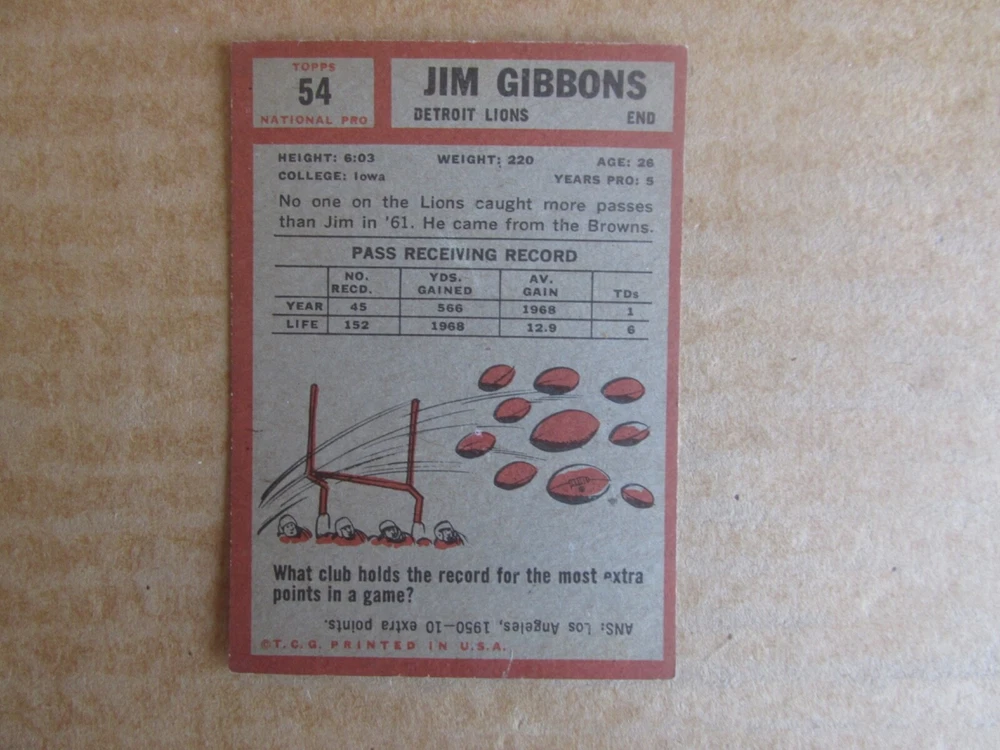 TOPPS
54
NATIONAL PRO
JIM GIBBONS
DETROIT LIONS END
HEIGHT: 6:03 WEIGHT: 220 AGE: 26
COLLEGE: Iowa YEARS PRO: 5
No one on the Lions caught more passes
than Jim in '61. He came from the Browns.
PASS RECEIVING RECORD
NO. RECD. YDS. GAINED AV. GAIN TDs
YEAR 45 566 1968 1
LIFE 152 1968 12.9 6
What club holds the record for the most extra
points in a game?
ANS: Los Angeles, 1950—10 extra points.
©T.C.G. PRINTED IN U.S.A.